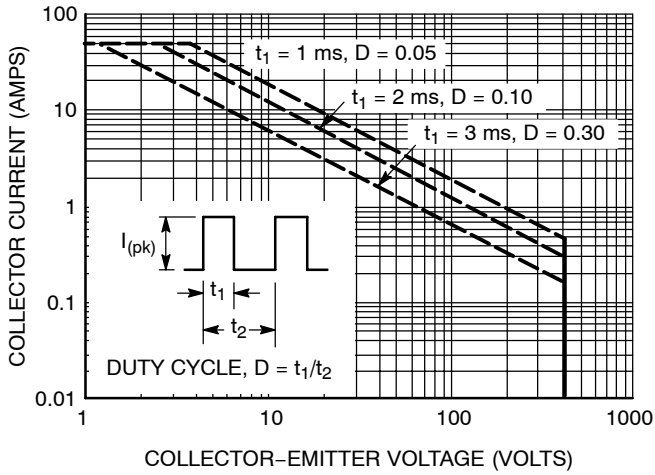 100
10
1
0.1
0.01
COLLECTOR CURRENT (AMPS)
t₁ = 1 ms, D = 0.05
t₁ = 2 ms, D = 0.10
t₁ = 3 ms, D = 0.30
I(pk)
t₁
t₂
DUTY CYCLE, D = t₁/t₂
1 10 100 1000
COLLECTOR−EMITTER VOLTAGE (VOLTS)